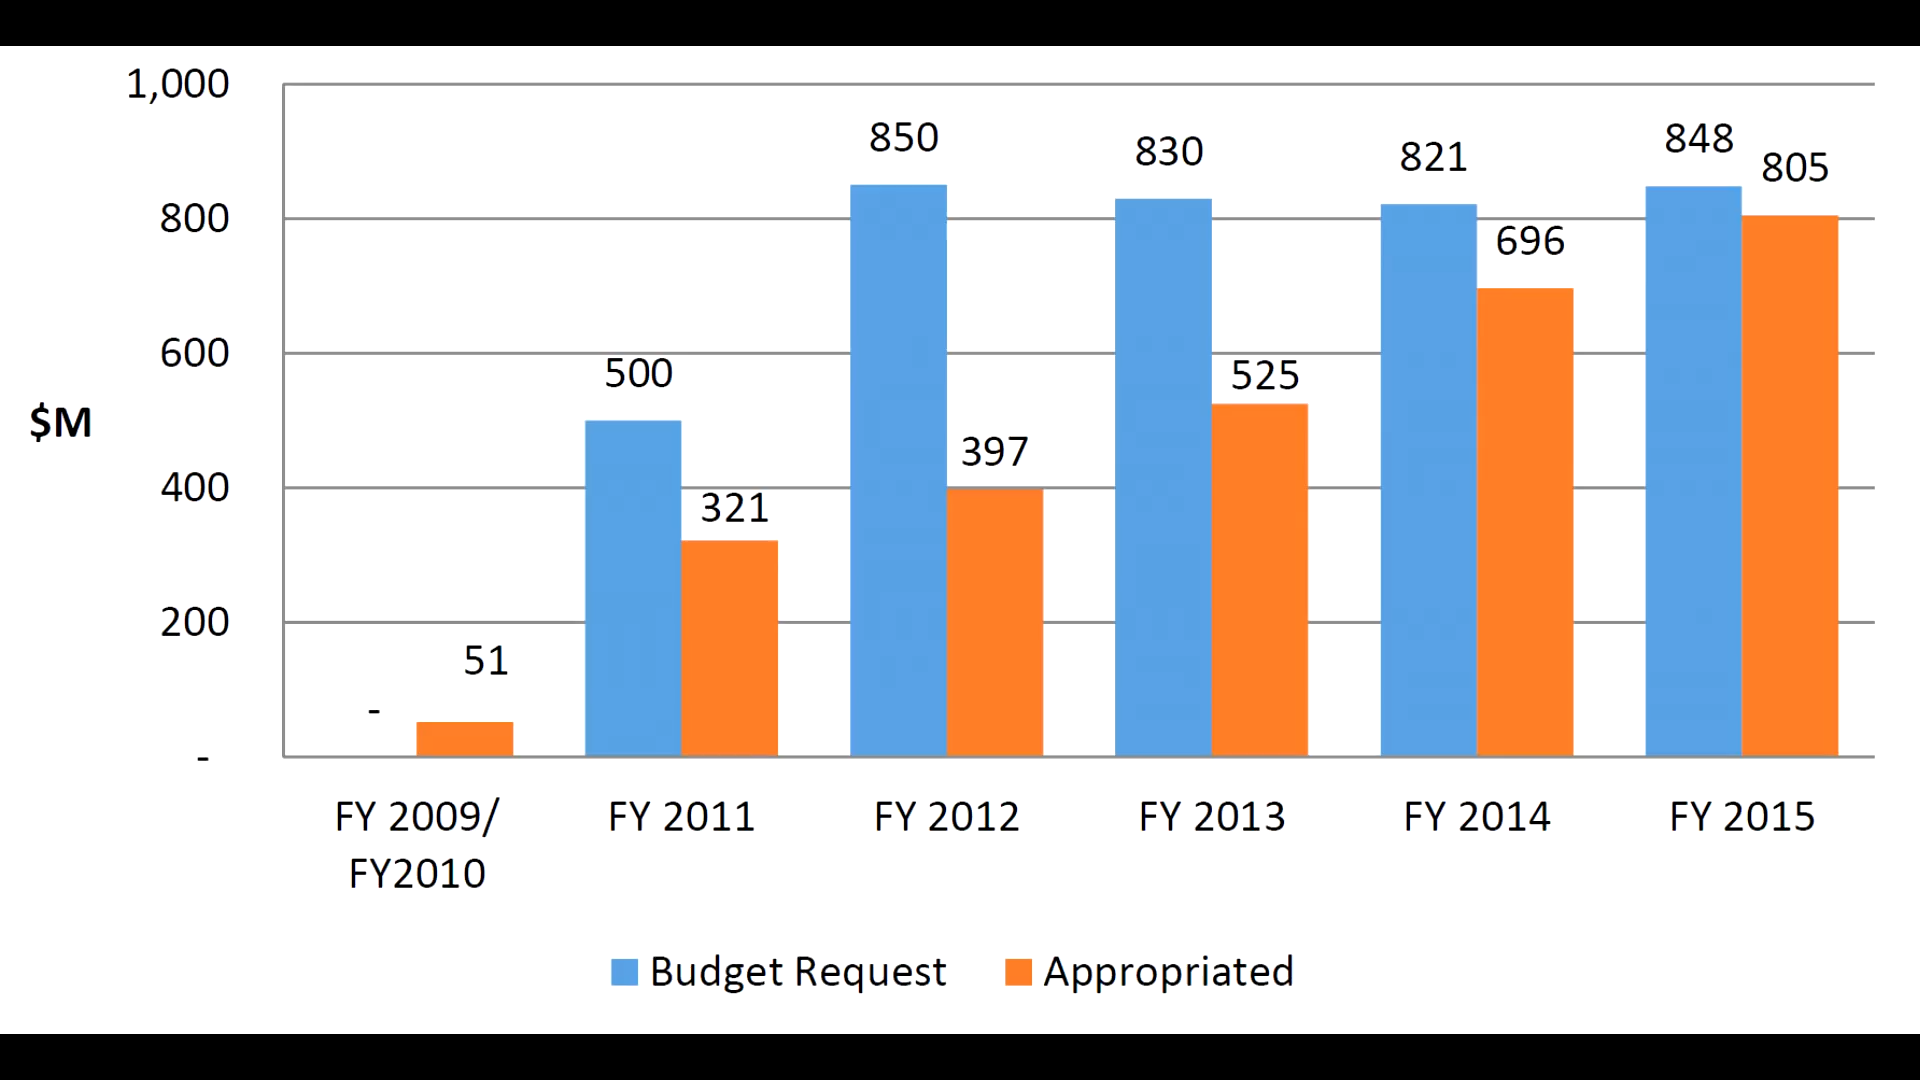 1,000
800
600
400
200
-
$M
-
51
500
321
850
397
830
525
821
696
848
805
FY 2009/
FY2010
FY 2011
FY 2012
FY 2013
FY 2014
FY 2015
Budget Request
Appropriated